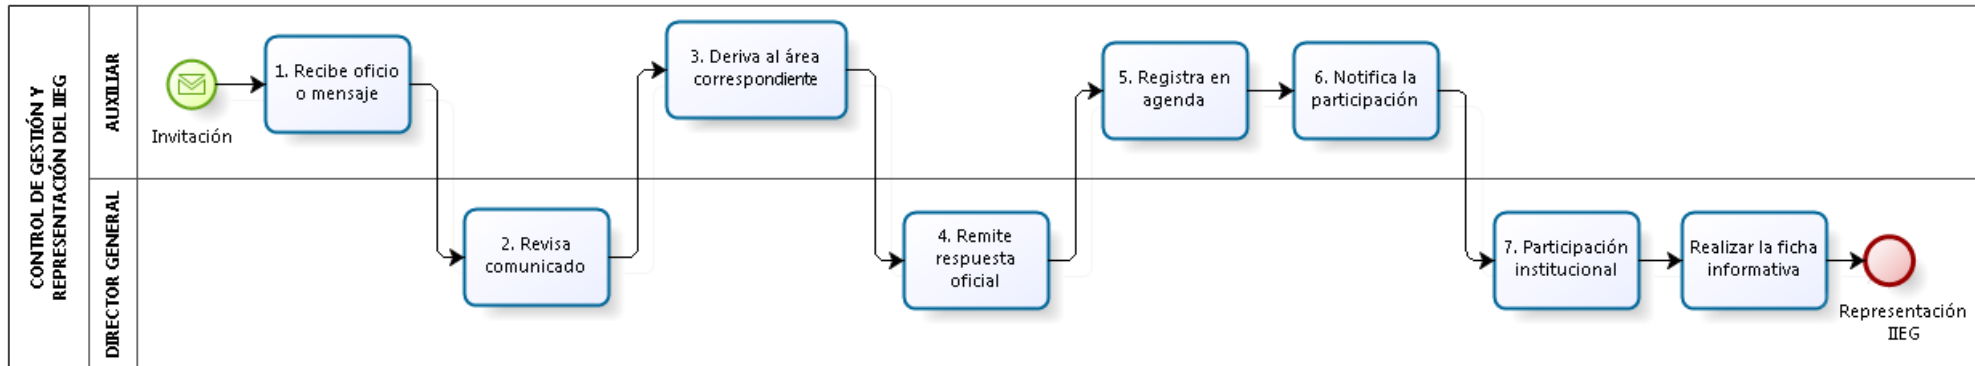 CONTROL DE GESTIÓN Y
REPRESENTACIÓN DEL IIEG
AUXILIAR
Invitación
1. Recibe oficio
o mensaje
3. Deriva al área
correspondiente
5. Registra en
agenda
6. Notifica la
participación
DIRECTOR GENERAL
2. Revisa
comunicado
4. Remite
respuesta
oficial
7. Participación
institucional
Realizar la ficha
informativa
Representación
IIEG